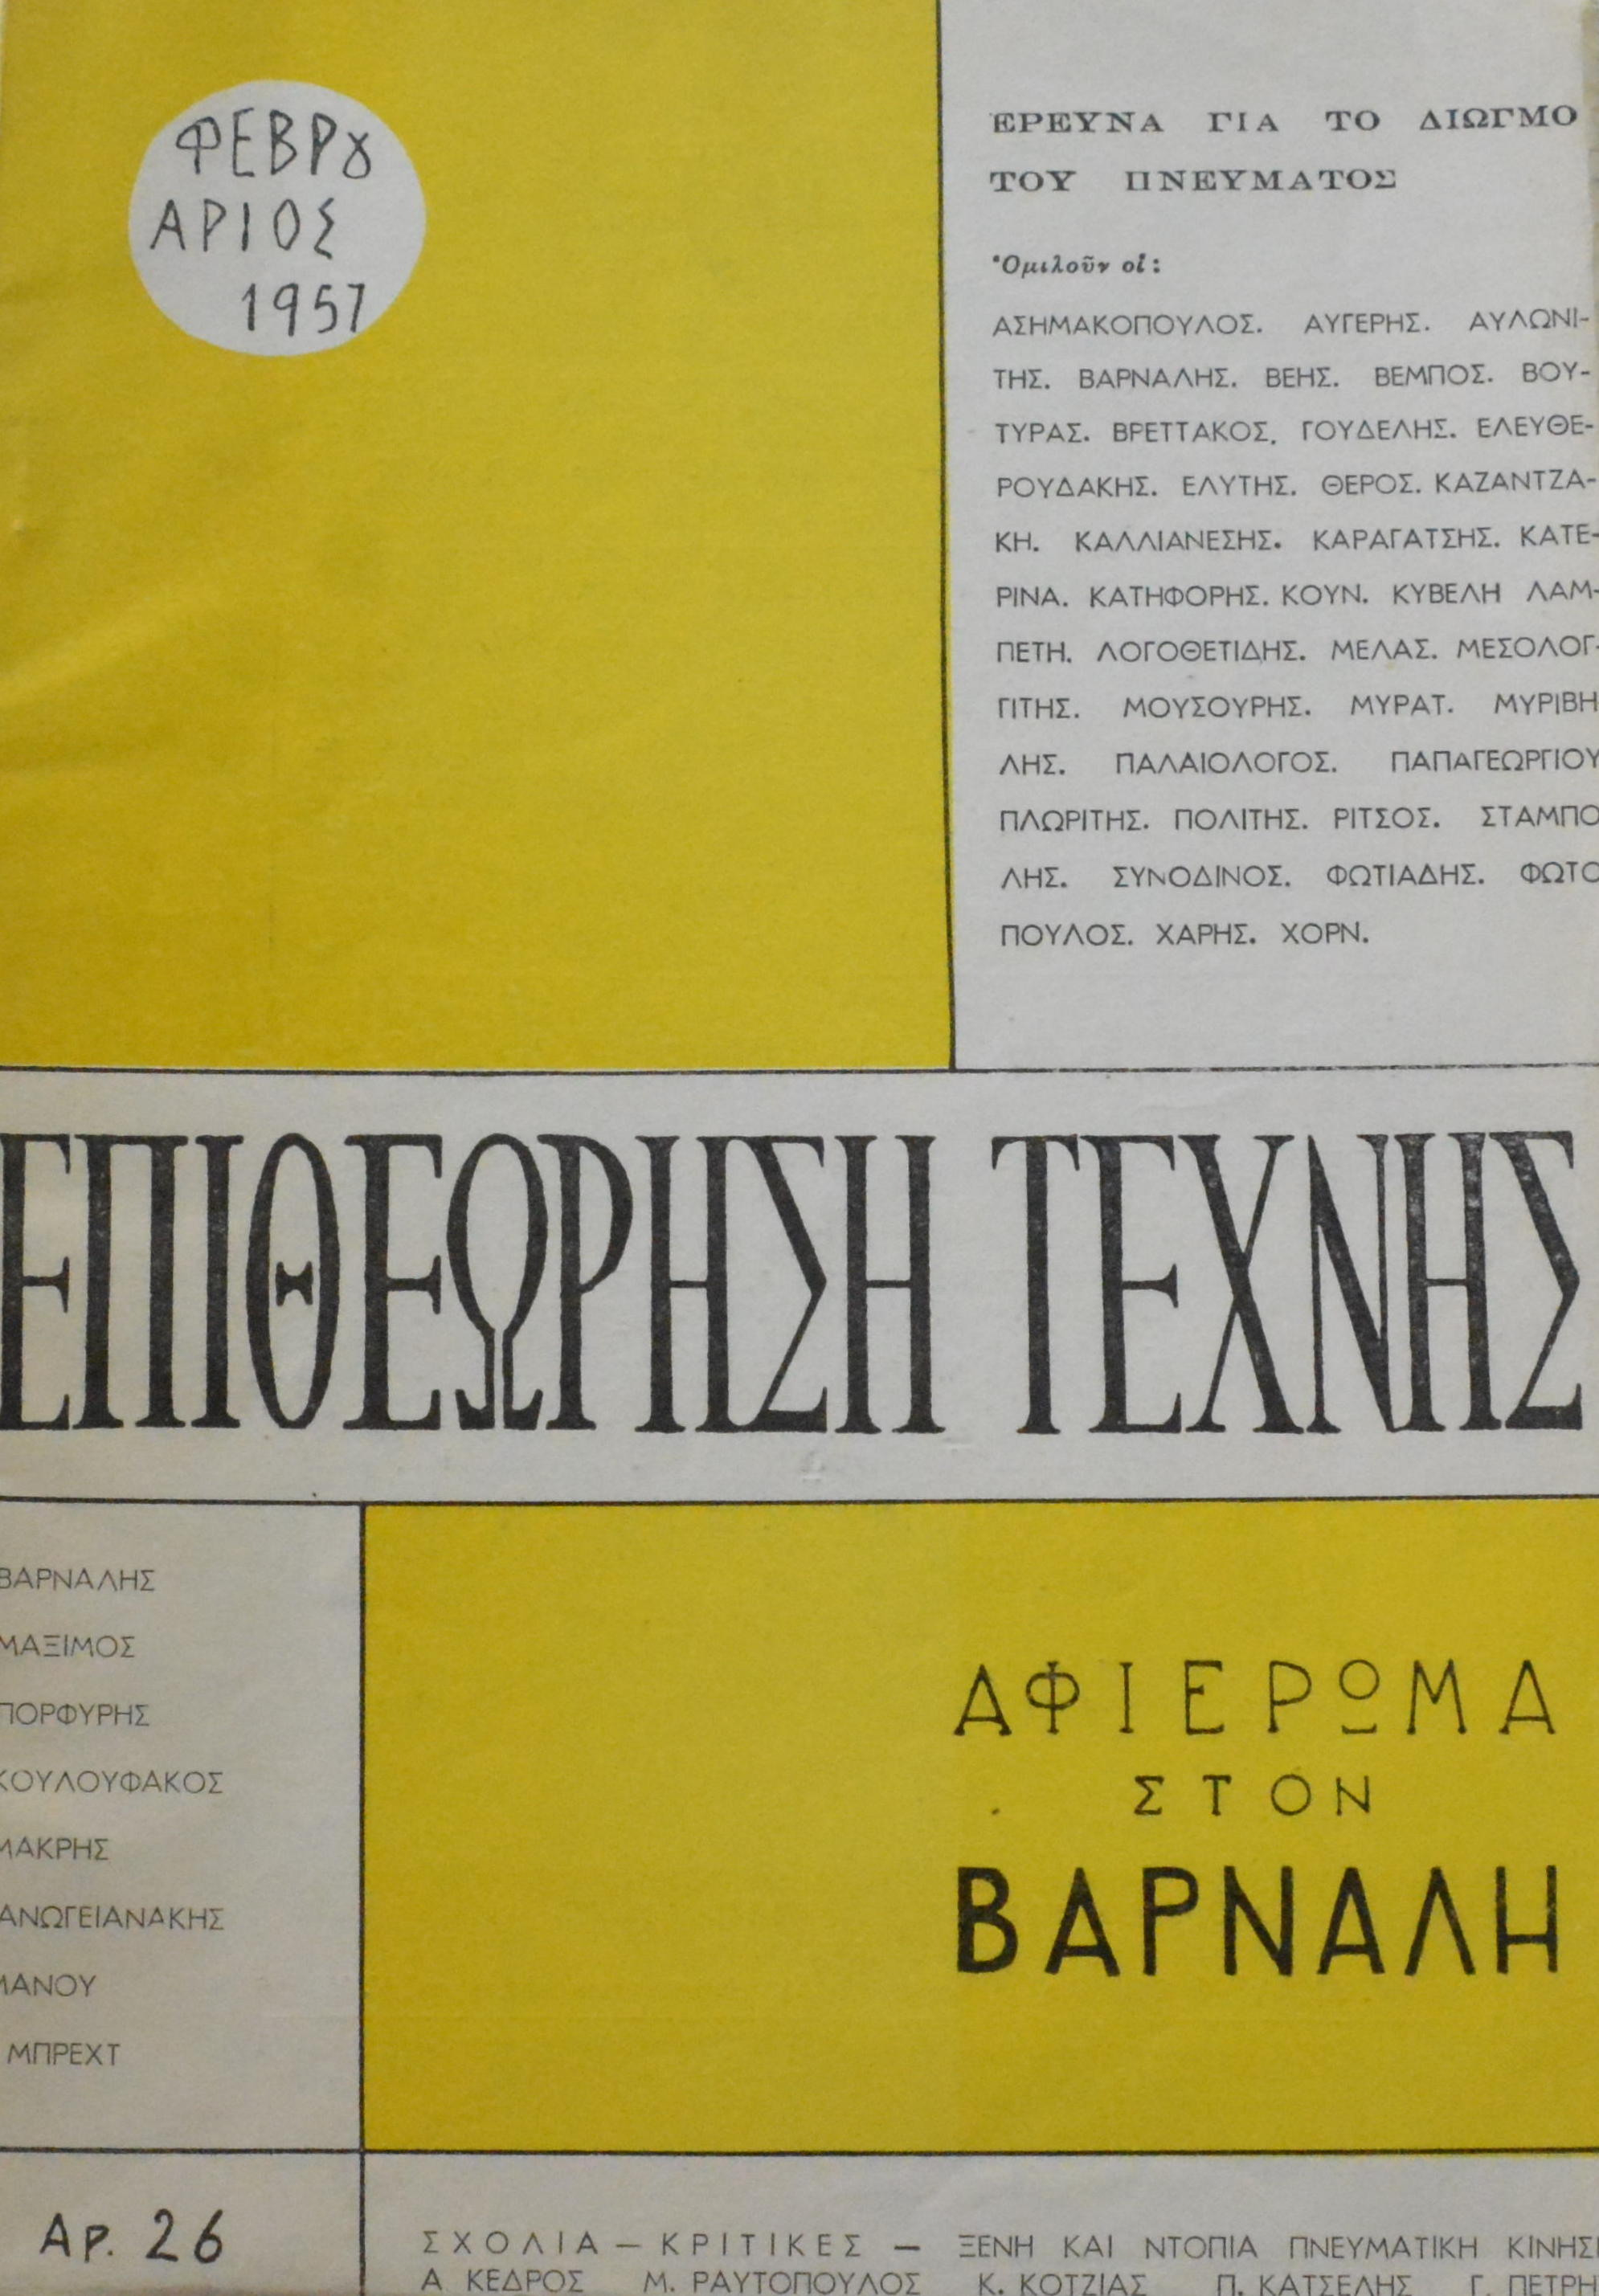 ΦΕΒΡȣ
ΑΡΙΟΣ
1957
ΕΡΕΥΝΑ ΓΙΑ ΤΟ ΔΙΩΓΜΟ
ΤΟΥ ΠΝΕΥΜΑΤΟΣ
Ὁμιλοῦν οἱ :
ΑΣΗΜΑΚΟΠΟΥΛΟΣ. ΑΥΓΕΡΗΣ. ΑΥΛΩΝΙ-
ΤΗΣ. ΒΑΡΝΑΛΗΣ. ΒΕΗΣ. ΒΕΜΠΟΣ. ΒΟΥ-
ΤΥΡΑΣ. ΒΡΕΤΤΑΚΟΣ. ΓΟΥΔΕΛΗΣ. ΕΛΕΥΘΕ-
ΡΟΥΔΑΚΗΣ. ΕΛΥΤΗΣ. ΘΕΡΟΣ. ΚΑΖΑΝΤΖΑ-
ΚΗ. ΚΑΛΛΙΑΝΕΣΗΣ. ΚΑΡΑΓΑΤΣΗΣ. ΚΑΤΕ-
ΡΙΝΑ. ΚΑΤΗΦΟΡΗΣ. ΚΟΥΝ. ΚΥΒΕΛΗ ΛΑΜ-
ΠΕΤΗ. ΛΟΓΟΘΕΤΙΔΗΣ. ΜΕΛΑΣ. ΜΕΣΟΛΟΓ-
ΓΙΤΗΣ. ΜΟΥΣΟΥΡΗΣ. ΜΥΡΑΤ. ΜΥΡΙΒΗ
ΛΗΣ. ΠΑΛΑΙΟΛΟΓΟΣ. ΠΑΠΑΓΕΩΡΓΙΟΥ
ΠΛΩΡΙΤΗΣ. ΠΟΛΙΤΗΣ. ΡΙΤΣΟΣ. ΣΤΑΜΠΟ
ΛΗΣ. ΣΥΝΟΔΙΝΟΣ. ΦΩΤΙΑΔΗΣ. ΦΩΤΟ
ΠΟΥΛΟΣ. ΧΑΡΗΣ. ΧΟΡΝ.
ΕΠΙΘΕΩΡΗΣΗ ΤΕΧΝΗΣ
ΒΑΡΝΑΛΗΣ
ΜΑΞΙΜΟΣ
ΠΟΡΦΥΡΗΣ
ΚΟΥΛΟΥΦΑΚΟΣ
ΜΑΚΡΗΣ
ΑΝΩΓΕΙΑΝΑΚΗΣ
ΜΑΝΟΥ
ΜΠΡΕΧΤ
ΑΦΙΕΡΩΜΑ
ΣΤΟΝ
ΒΑΡΝΑΛΗ
ΑΡ. 26
ΣΧΟΛΙΑ — ΚΡΙΤΙΚΕΣ — ΞΕΝΗ ΚΑΙ ΝΤΟΠΙΑ ΠΝΕΥΜΑΤΙΚΗ ΚΙΝΗΣΙ
Α ΚΕΔΡΟΣ Μ. ΡΑΥΤΟΠΟΥΛΟΣ Κ. ΚΟΤΖΙΑΣ Π. ΚΑΤΣΕΛΗΣ Γ. ΠΕΤΡΗ